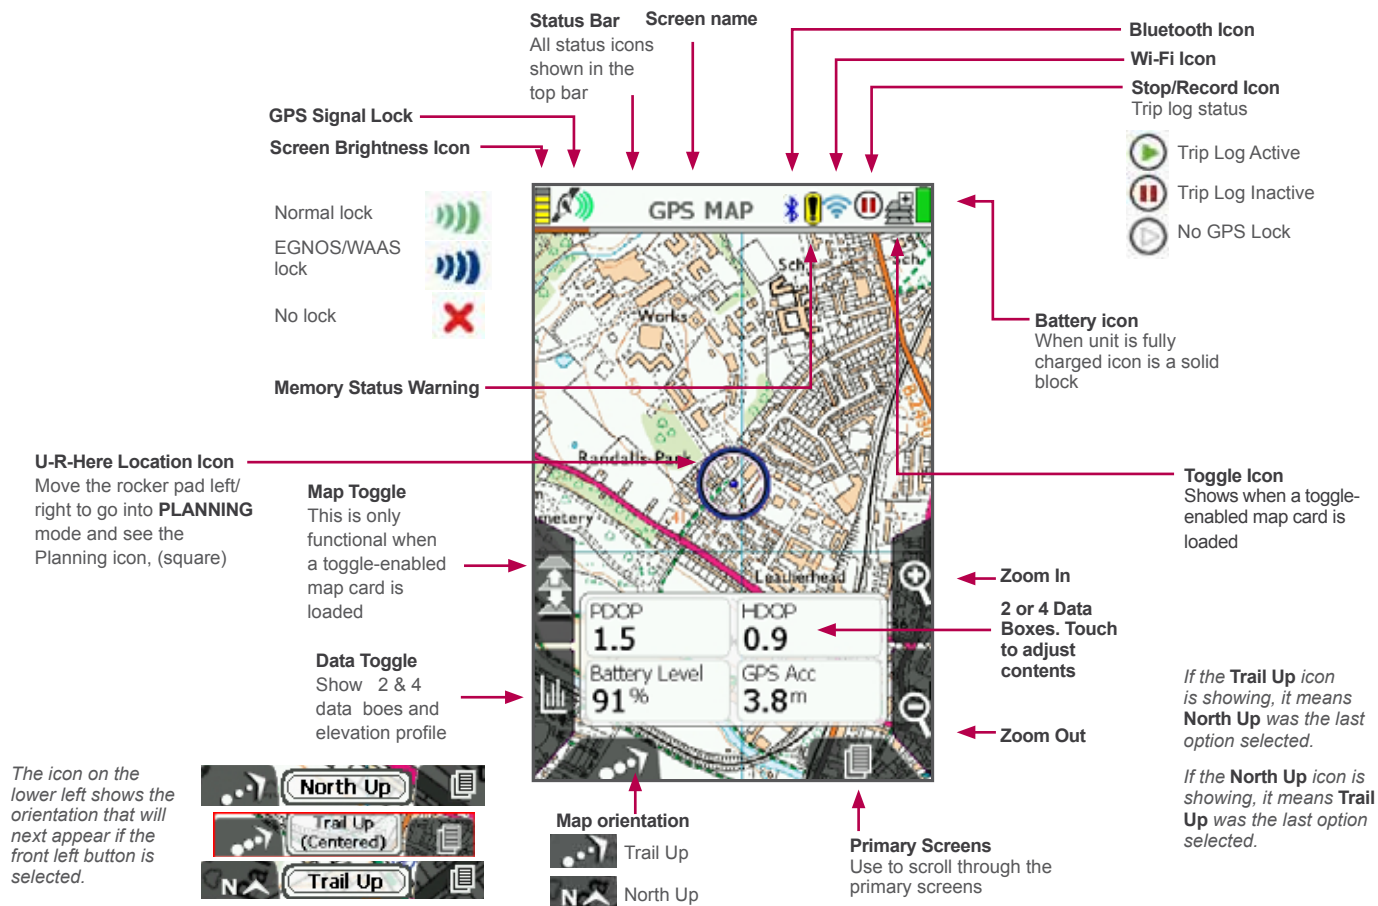 Status Bar
All status icons
shown in the
top bar
Screen name
Bluetooth Icon
Wi-Fi Icon
Stop/Record Icon
Trip log status
Trip Log Active
Trip Log Inactive
No GPS Lock
GPS Signal Lock
Screen Brightness Icon
Normal lock
EGNOS/WAAS
lock
No lock
GPS MAP
Sch
Sch
Works
B 2430
Randalls Park
metery
41
Leatherhead
Battery icon
When unit is fully
charged icon is a solid
block
Memory Status Warning
U-R-Here Location Icon
Move the rocker pad left/
right to go into PLANNING
mode and see the
Planning icon, (square)
Map Toggle
This is only
functional when
a toggle-enabled
map card is
loaded
Toggle Icon
Shows when a toggle-
enabled map card is
loaded
Zoom In
2 or 4 Data
Boxes. Touch
to adjust
contents
PDOP
1.5
HDOP
0.9
Battery Level
91%
GPS Acc
3.8m
Data Toggle
Show 2 & 4
data boes and
elevation profile
Zoom Out
If the Trail Up icon
is showing, it means
North Up was the last
option selected.
If the North Up icon is
showing, it means Trail
Up was the last option
selected.
The icon on the
lower left shows the
orientation that will
next appear if the
front left button is
selected.
North Up
Trail Up
(Centered)
N
Trail Up
Map orientation
Trail Up
N
North Up
Primary Screens
Use to scroll through the
primary screens